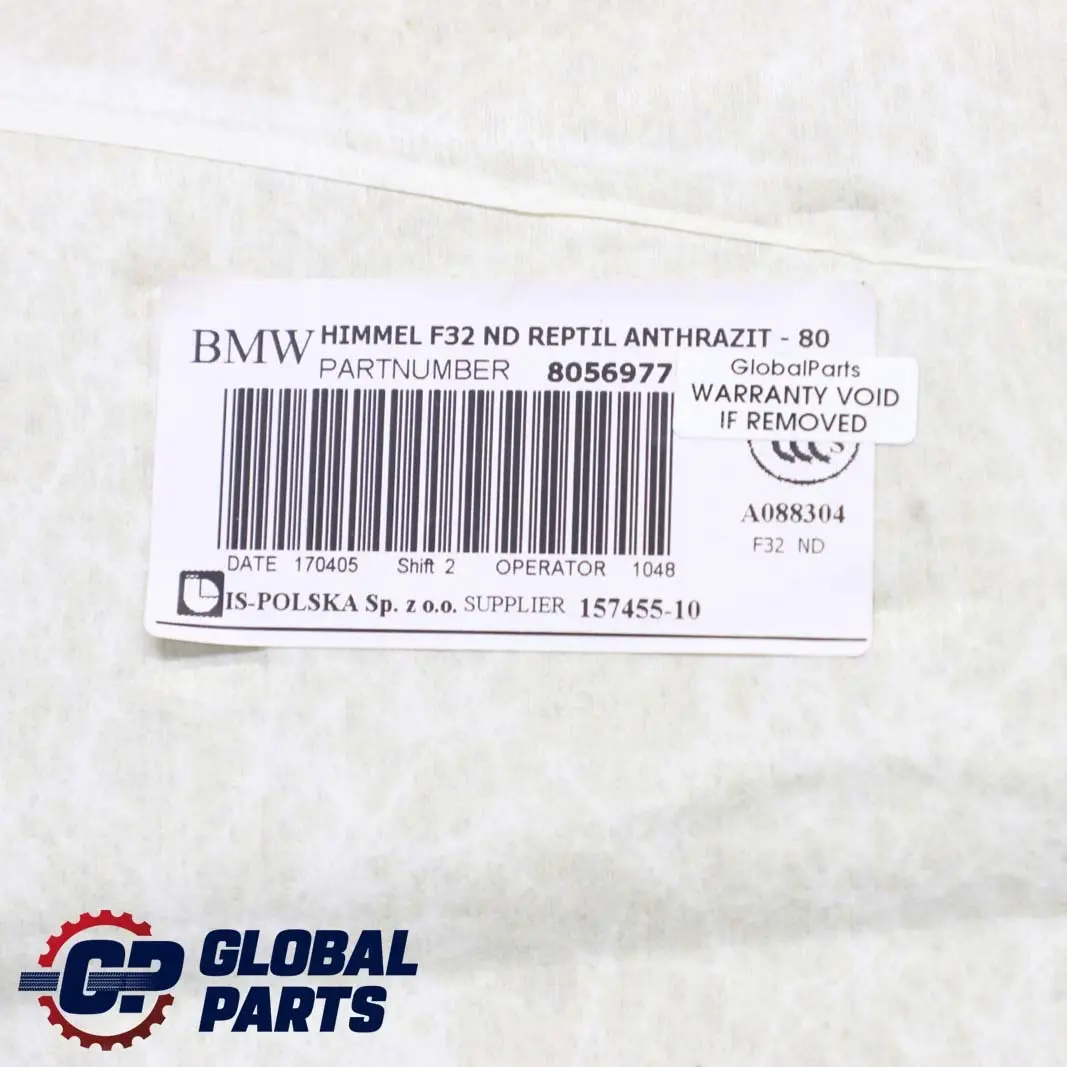 BMW HIMMEL F32 ND REPTIL ANTHRAZIT - 80
PARTNUMBER 8056977
GlobalParts
WARRANTY VOID
IF REMOVED
S
A088304
F32 ND
DATE 170405 Shift 2 OPERATOR 1048
IS-POLSKA Sp. z o.o. SUPPLIER 157455-10
GP GLOBAL
PARTS